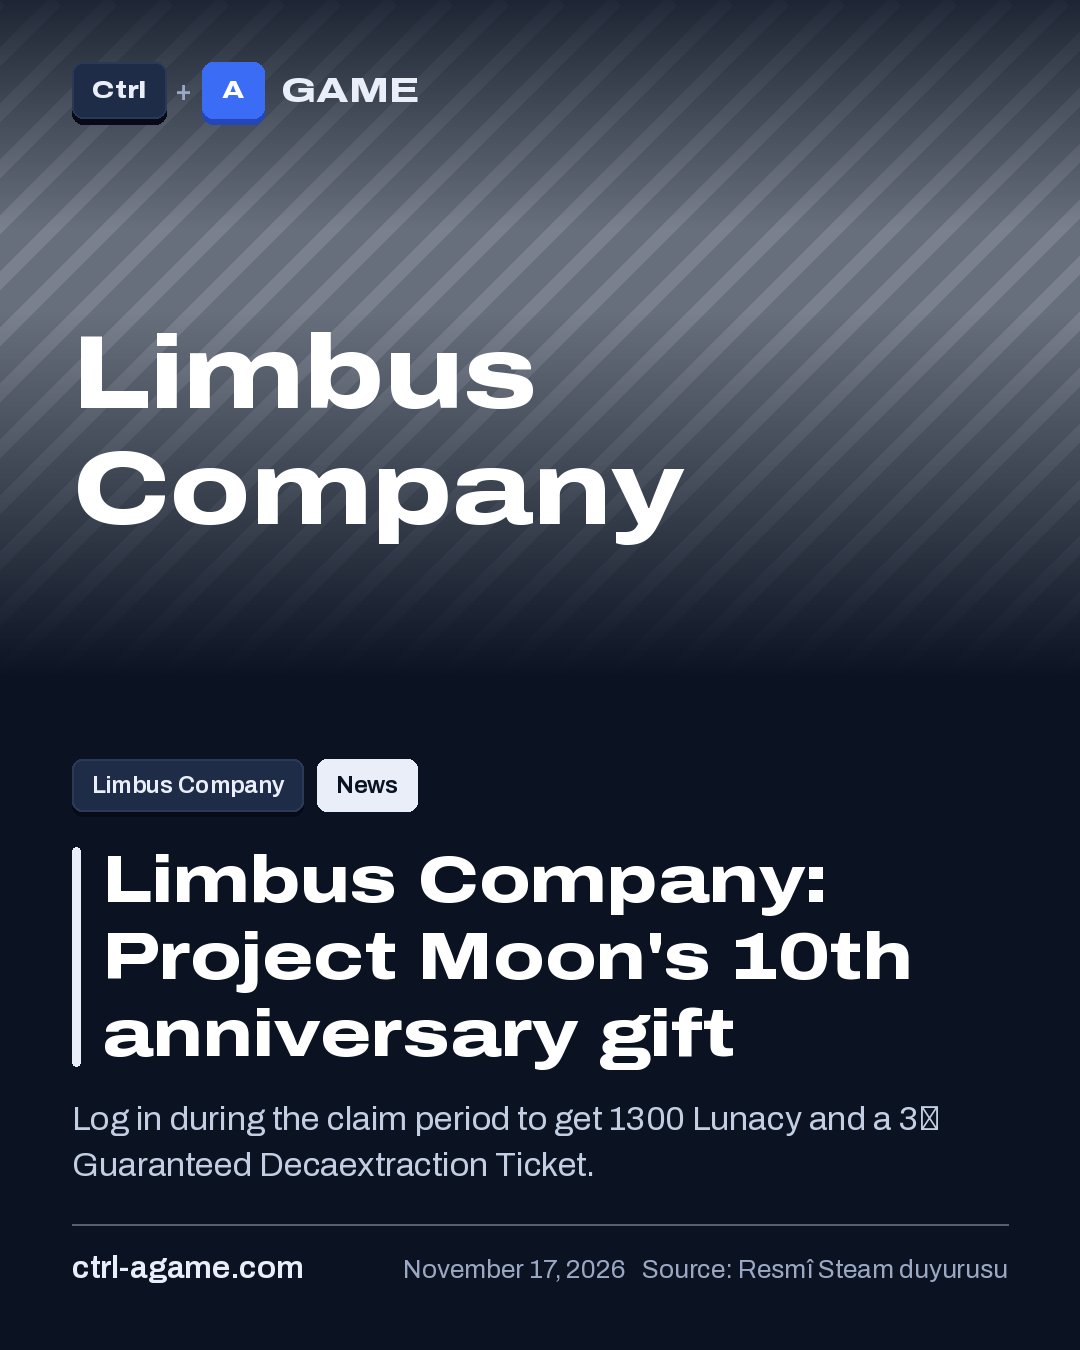 Ctrl + A GAME
Limbus
Company
Limbus Company News
Limbus Company:
Project Moon's 10th
anniversary gift
Log in during the claim period to get 1300 Lunacy and a 3
Guaranteed Decaextraction Ticket.
ctrl-agame.com November 17, 2026 Source: Resmî Steam duyurusu